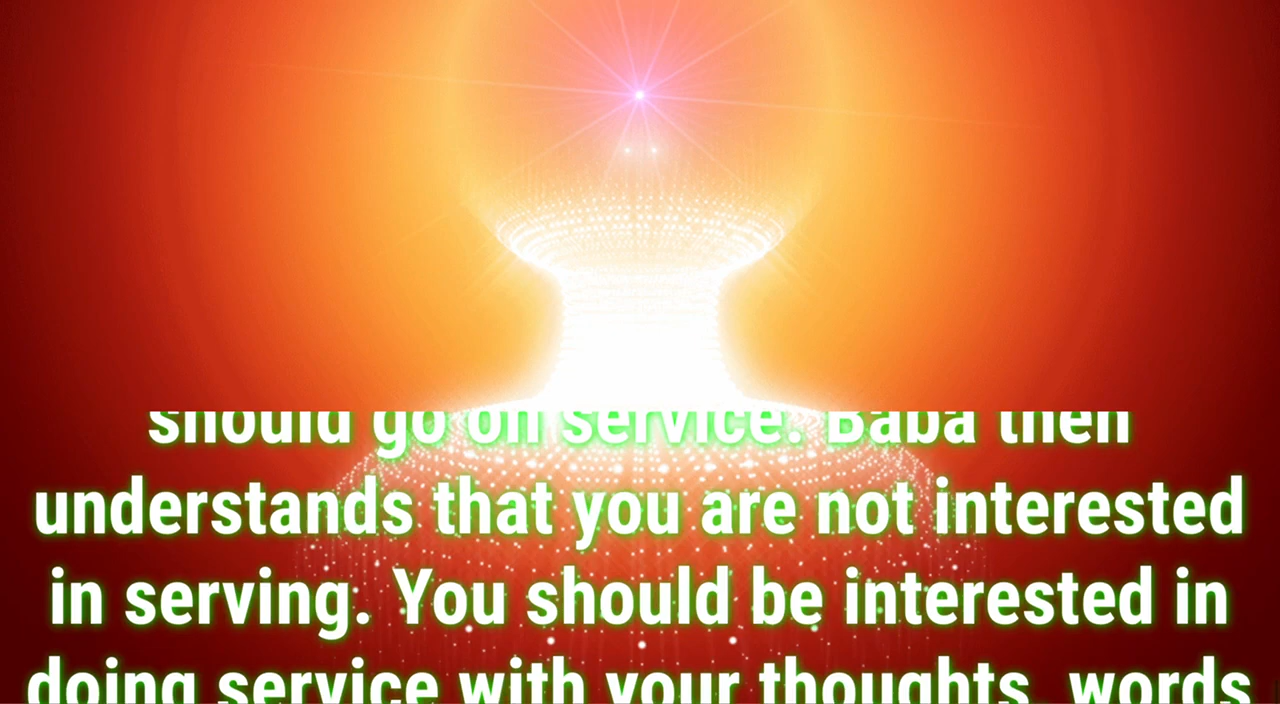 should go on service. Baba then
understands that you are not interested
in serving. You should be interested in
doing service with your thoughts, words